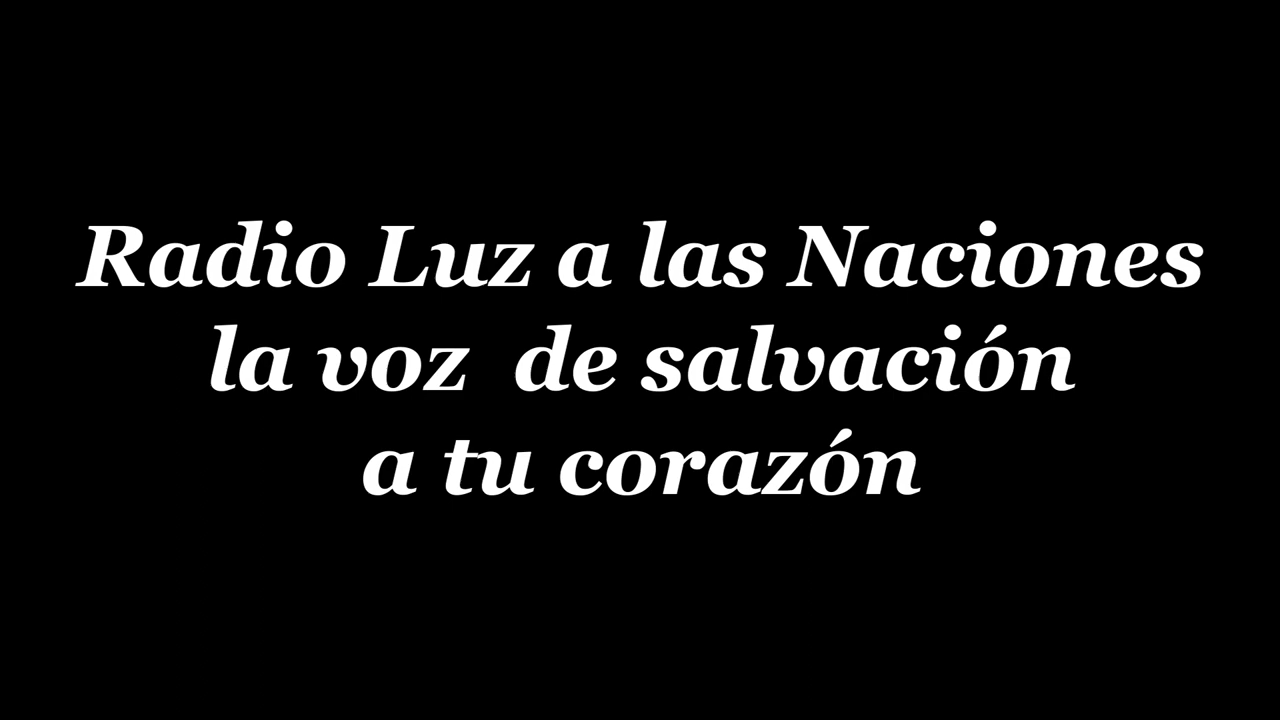 Radio Luz a las Naciones
la voz  de salvación
a tu corazón